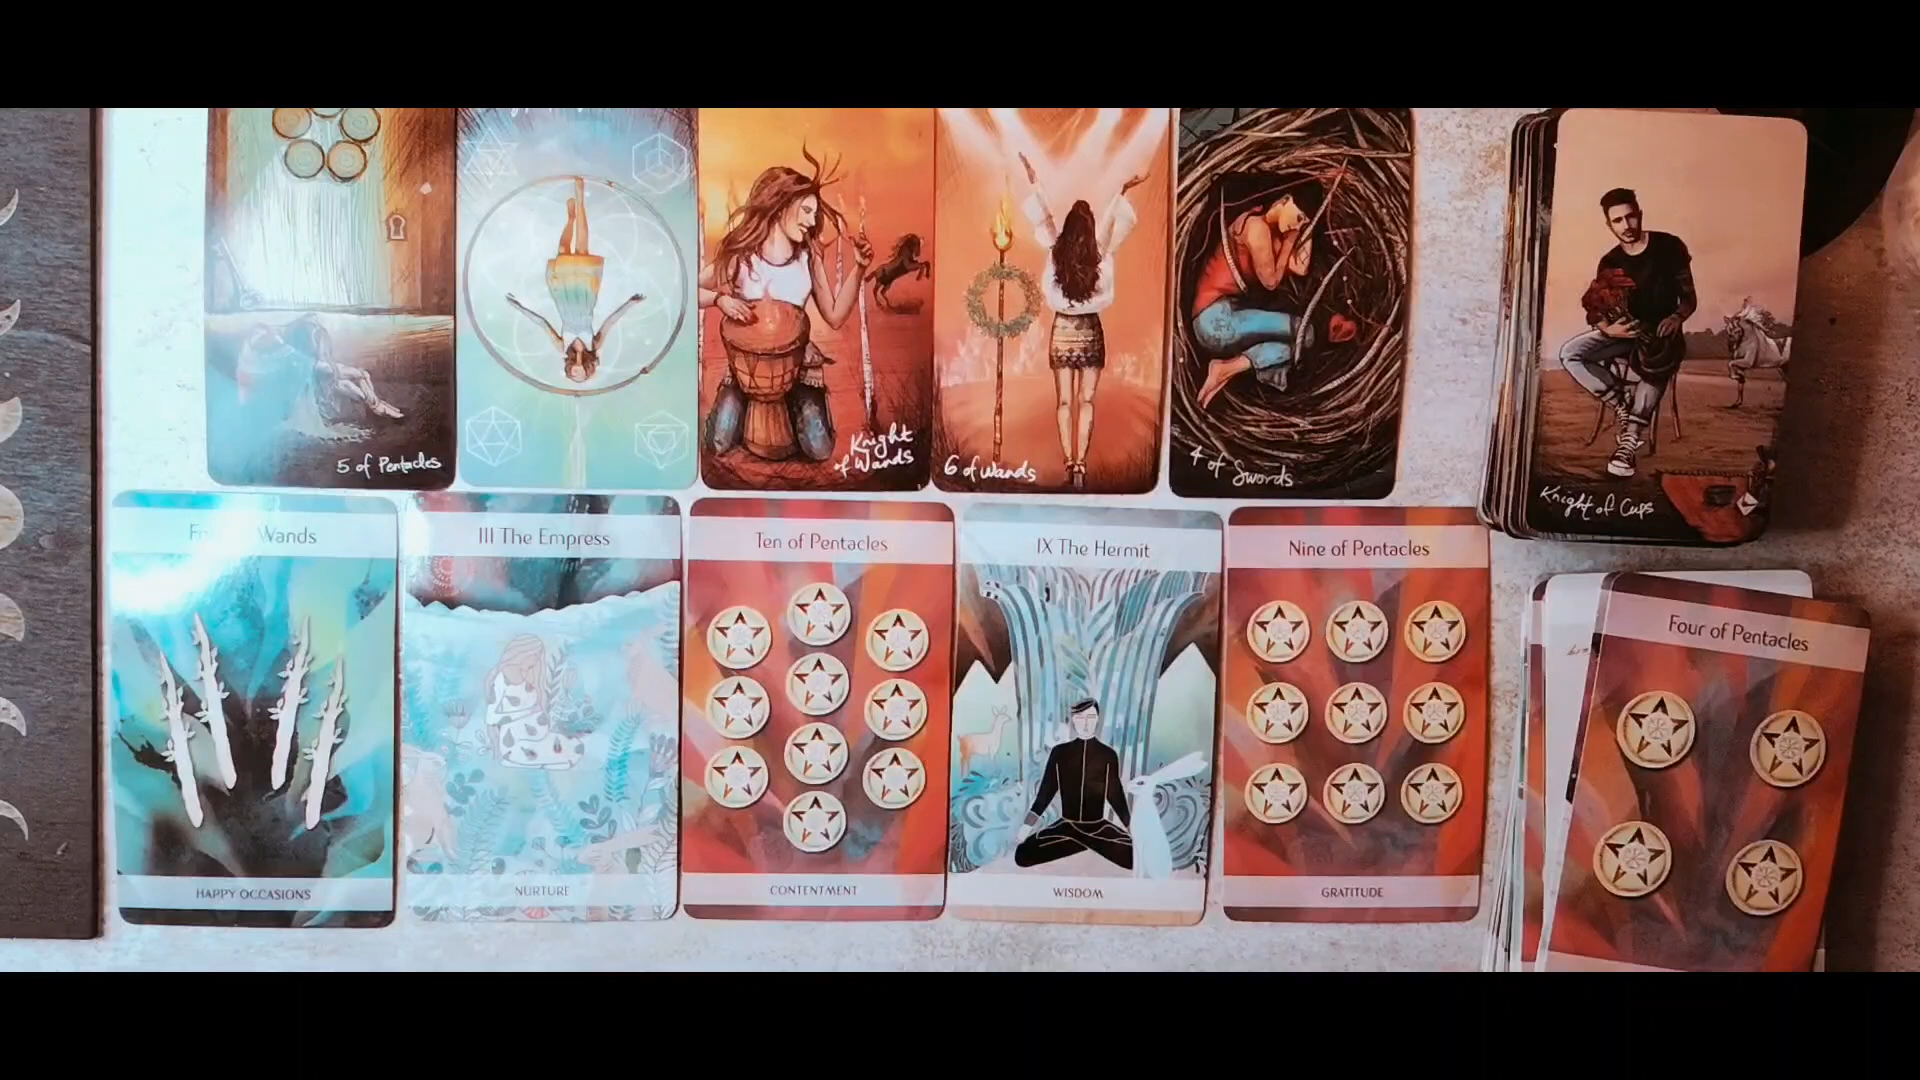 5 of Pentacles
Knight
of Wands
6 of wands
4 of Swords
Knight of Cups
Wands
III The Empress
Ten of Pentacles
IX The Hermit
Nine of Pentacles
Four of Pentacles
HAPPY OCCASIONS
NURTURE
CONTENTMENT
WISDOM
GRATITUDE